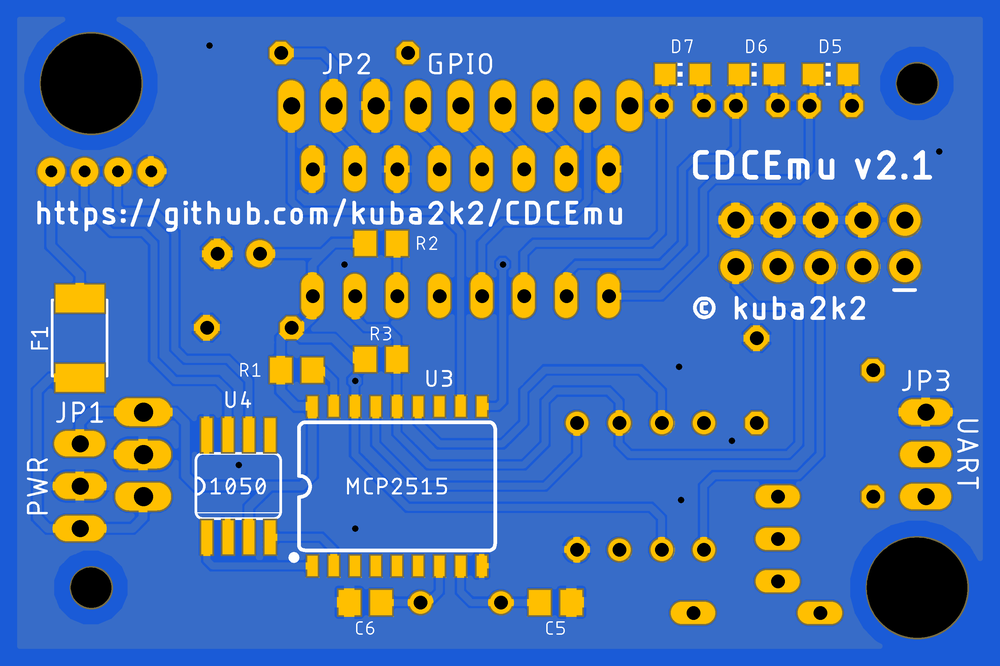 D7 D6 D5
JP2 GPIO
CDCEmu v2.1
https://github.com/kuba2k2/CDCEmu
R2
© kuba2k2
F1
R3
R1
U3
U4
JP1
JP3
PWR
UART
1050
MCP2515
C6
C5